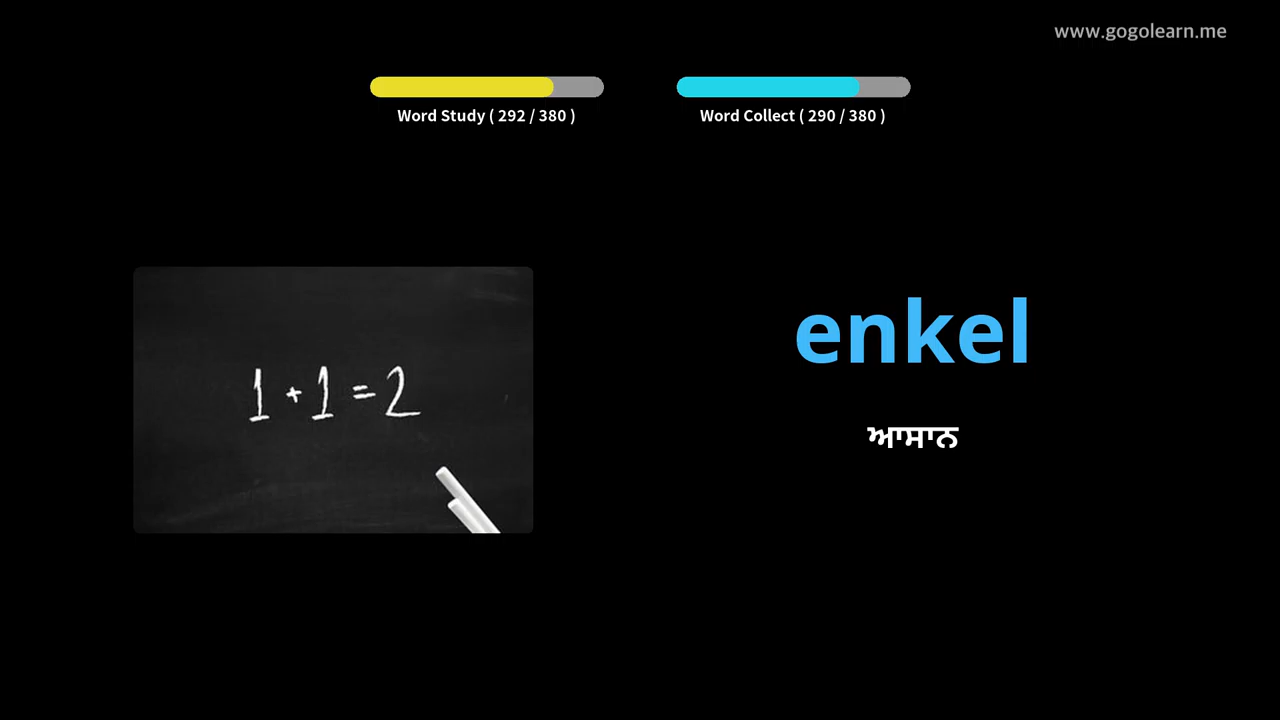 www.gogolearn.me
Word Study ( 292 / 380 )
Word Collect ( 290 / 380 )
1 + 1 = 2
enkel
ਆਸਾਨ